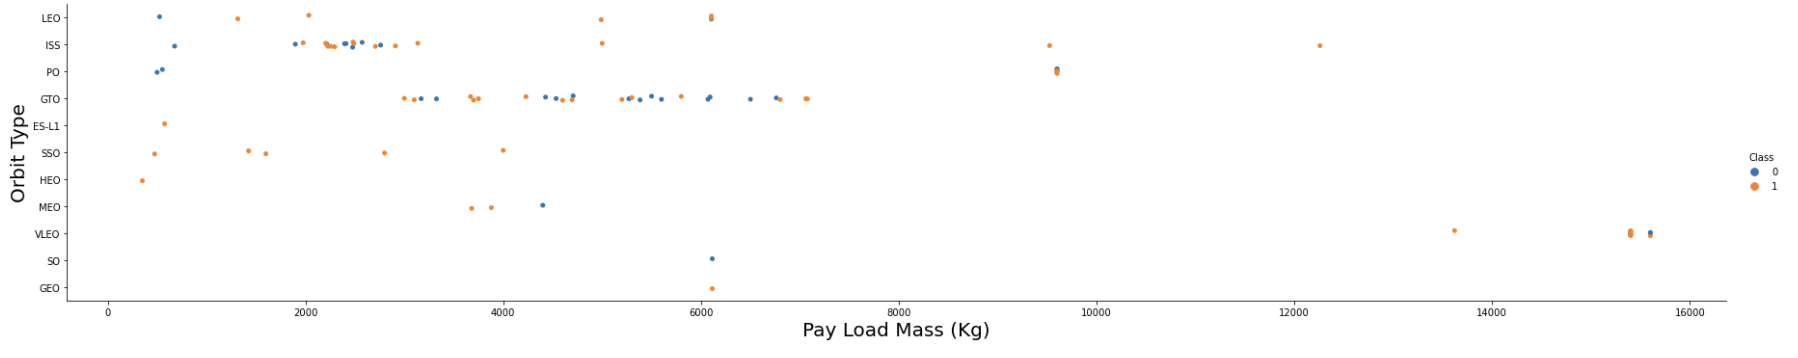 Orbit Type
LEO
ISS
PO
GTO
ES-L1
SSO
HEO
MEO
VLEO
SO
GEO
0 2000 4000 6000 8000 10000 12000 14000 16000
Pay Load Mass (Kg)
Class
0
1